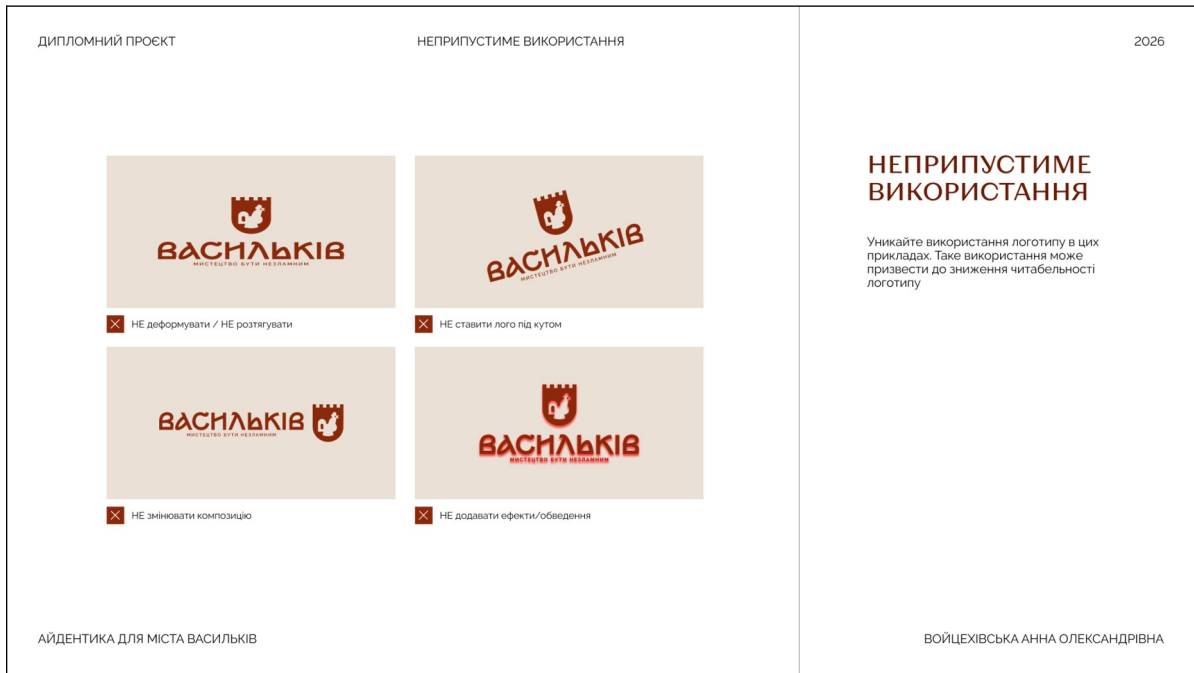 ДИПЛОМНИЙ ПРОЄКТ
НЕПРИПУСТИМЕ ВИКОРИСТАННЯ
2026
ВАСИЛЬКІВ
МИСТЕЦТВО БУТИ НЕЗЛАМНИМ
НЕ деформувати / НЕ розтягувати
ВАСИЛЬКІВ
МИСТЕЦТВО БУТИ НЕЗЛАМНИМ
НЕ ставити лого під кутом
ВАСИЛЬКІВ
МИСТЕЦТВО БУТИ НЕЗЛАМНИМ
НЕ змінювати композицію
ВАСИЛЬКІВ
МИСТЕЦТВО БУТИ НЕЗЛАМНИМ
НЕ додавати ефекти/обведення
НЕПРИПУСТИМЕ
ВИКОРИСТАННЯ
Уникайте використання логотипу в цих
прикладах. Таке використання може
призвести до зниження читабельності
логотипу
АЙДЕНТИКА ДЛЯ МІСТА ВАСИЛЬКІВ
ВОЙЦЕХІВСЬКА АННА ОЛЕКСАНДРІВНА